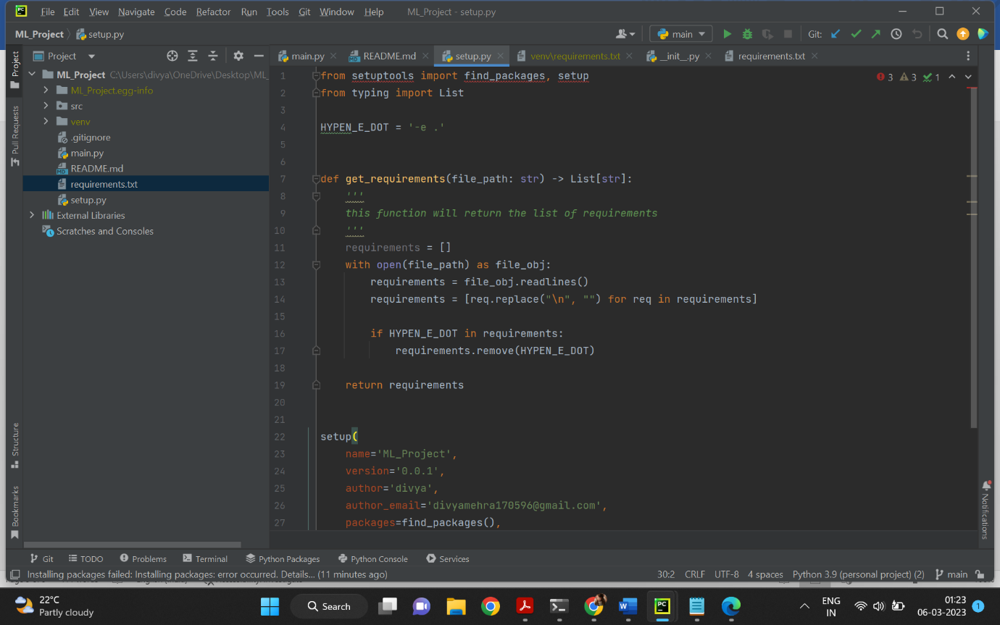 PC File Edit View Navigate Code Refactor Run Tools Git Window Help ML_Project - setup.py
ML_Project setup.py main Git:
Project
main.py README.md setup.py venv\requirements.txt __init__.py requirements.txt
Project
Pull Requests
Structure
Bookmarks
ML_Project C:\Users\divya\OneDrive\Desktop\ML_
ML_Project.egg-info
src
venv
.gitignore
main.py
README.md
requirements.txt
setup.py
External Libraries
Scratches and Consoles
3 3 1
1 from setuptools import find_packages, setup
2 from typing import List
3
4 HYPEN_E_DOT = '-e .'
5
6
7 def get_requirements(file_path: str) -> List[str]:
8 '''
9 this function will return the list of requirements
10 '''
11 requirements = []
12 with open(file_path) as file_obj:
13 requirements = file_obj.readlines()
14 requirements = [req.replace("\n", "") for req in requirements]
15
16 if HYPEN_E_DOT in requirements:
17 requirements.remove(HYPEN_E_DOT)
18
19 return requirements
20
21
22 setup(
23 name='ML_Project',
24 version='0.0.1',
25 author='divya',
26 author_email='divyamehra170596@gmail.com',
27 packages=find_packages(),
Notifications
Git TODO Problems Terminal Python Packages Python Console Services
Installing packages failed: Installing packages: error occurred. Details... (11 minutes ago) 30:2 CRLF UTF-8 4 spaces Python 3.9 (personal project) (2) main
22°C
Partly cloudy
Search
ENG
IN
01:23
06-03-2023
1